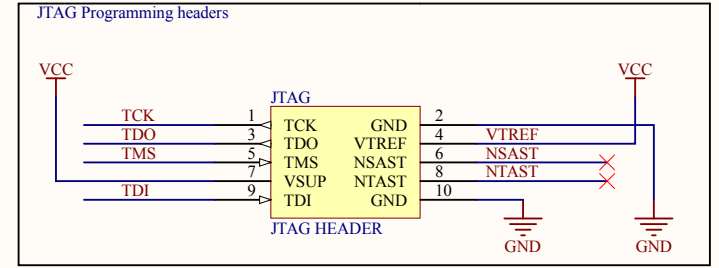 JTAG Programming headers
VCC VCC
JTAG
TCK 1 TCK GND 2
TDO 3 TDO VTREF 4 VTREF
TMS 5 TMS NSAST 6 NSAST
7 VSUP NTAST 8 NTAST
TDI 9 TDI GND 10
JTAG HEADER
GND GND